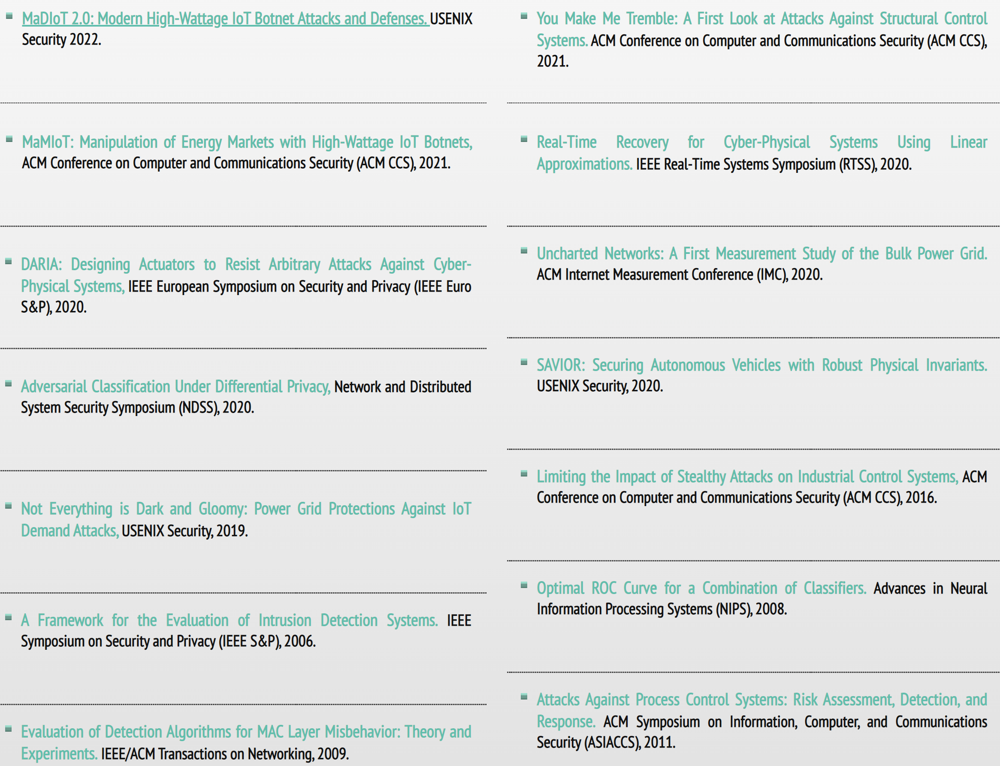 MaDIoT 2.0: Modern High-Wattage IoT Botnet Attacks and Defenses. USENIX
Security 2022.
MaMIoT: Manipulation of Energy Markets with High-Wattage IoT Botnets,
ACM Conference on Computer and Communications Security (ACM CCS), 2021.
DARIA: Designing Actuators to Resist Arbitrary Attacks Against Cyber-
Physical Systems, IEEE European Symposium on Security and Privacy (IEEE Euro
S&P), 2020.
Adversarial Classification Under Differential Privacy, Network and Distributed
System Security Symposium (NDSS), 2020.
Not Everything is Dark and Gloomy: Power Grid Protections Against IoT
Demand Attacks, USENIX Security, 2019.
A Framework for the Evaluation of Intrusion Detection Systems. IEEE
Symposium on Security and Privacy (IEEE S&P), 2006.
Evaluation of Detection Algorithms for MAC Layer Misbehavior: Theory and
Experiments. IEEE/ACM Transactions on Networking, 2009.
You Make Me Tremble: A First Look at Attacks Against Structural Control
Systems. ACM Conference on Computer and Communications Security (ACM CCS),
2021.
Real-Time Recovery for Cyber-Physical Systems Using Linear
Approximations. IEEE Real-Time Systems Symposium (RTSS), 2020.
Uncharted Networks: A First Measurement Study of the Bulk Power Grid.
ACM Internet Measurement Conference (IMC), 2020.
SAVIOR: Securing Autonomous Vehicles with Robust Physical Invariants.
USENIX Security, 2020.
Limiting the Impact of Stealthy Attacks on Industrial Control Systems, ACM
Conference on Computer and Communications Security (ACM CCS), 2016.
Optimal ROC Curve for a Combination of Classifiers. Advances in Neural
Information Processing Systems (NIPS), 2008.
Attacks Against Process Control Systems: Risk Assessment, Detection, and
Response. ACM Symposium on Information, Computer, and Communications
Security (ASIACCS), 2011.